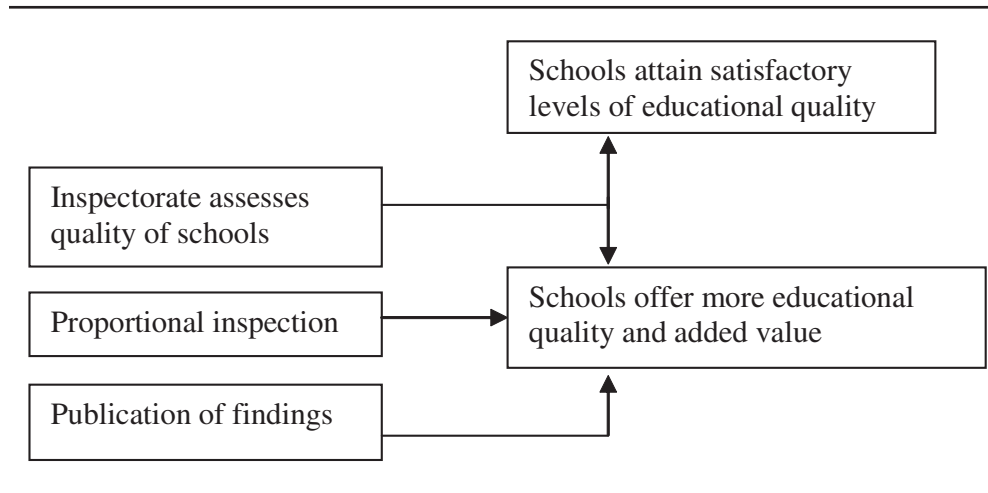 Schools attain satisfactory
levels of educational quality
Inspectorate assesses
quality of schools
Schools offer more educational
quality and added value
Proportional inspection
Publication of findings